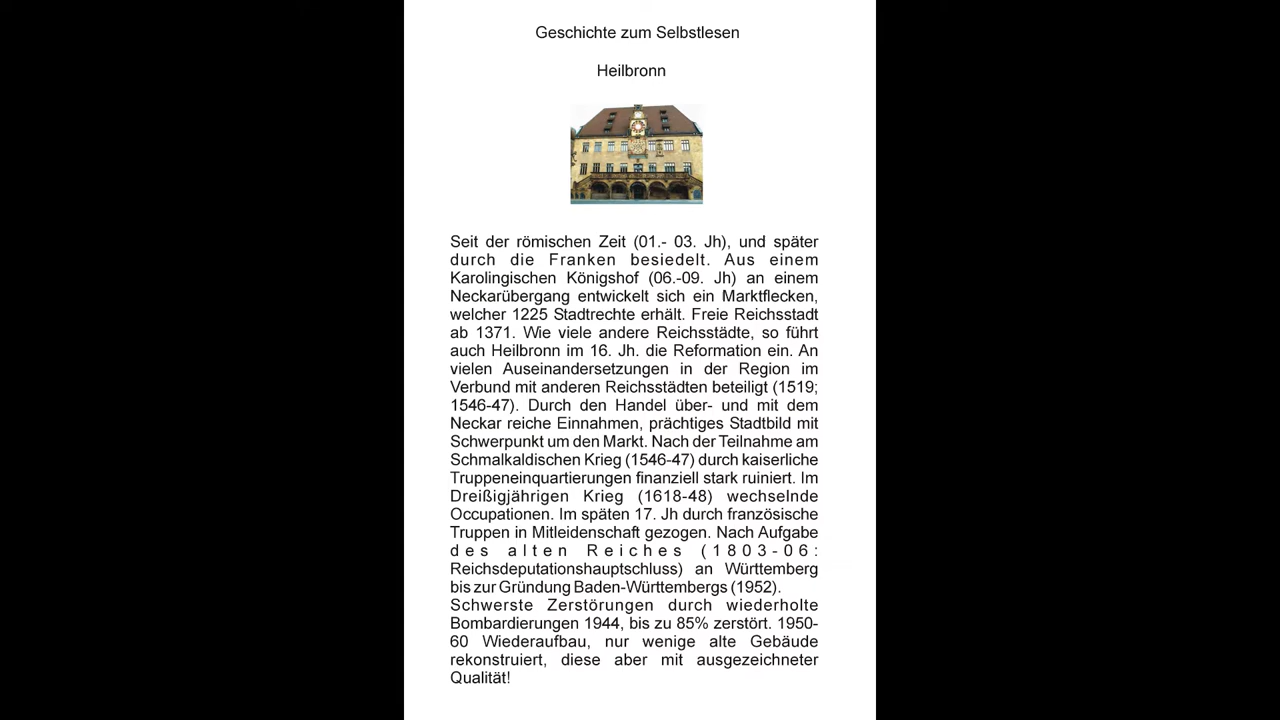 Geschichte zum Selbstlesen
Heilbronn
Seit der römischen Zeit (01.- 03. Jh), und später
durch die Franken besiedelt. Aus einem
Karolingischen Königshof (06.-09. Jh) an einem
Neckarübergang entwickelt sich ein Marktflecken,
welcher 1225 Stadtrechte erhält. Freie Reichsstadt
ab 1371. Wie viele andere Reichsstädte, so führt
auch Heilbronn im 16. Jh. die Reformation ein. An
vielen Auseinandersetzungen in der Region im
Verbund mit anderen Reichsstädten beteiligt (1519;
1546-47). Durch den Handel über- und mit dem
Neckar reiche Einnahmen, prächtiges Stadtbild mit
Schwerpunkt um den Markt. Nach der Teilnahme am
Schmalkaldischen Krieg (1546-47) durch kaiserliche
Truppeneinquartierungen finanziell stark ruiniert. Im
Dreißigjährigen Krieg (1618-48) wechselnde
Occupationen. Im späten 17. Jh durch französische
Truppen in Mitleidenschaft gezogen. Nach Aufgabe
des alten Reiches (1803-06:
Reichsdeputationshauptschluss) an Württemberg
bis zur Gründung Baden-Württembergs (1952).
Schwerste Zerstörungen durch wiederholte
Bombardierungen 1944, bis zu 85% zerstört. 1950-
60 Wiederaufbau, nur wenige alte Gebäude
rekonstruiert, diese aber mit ausgezeichneter
Qualität!